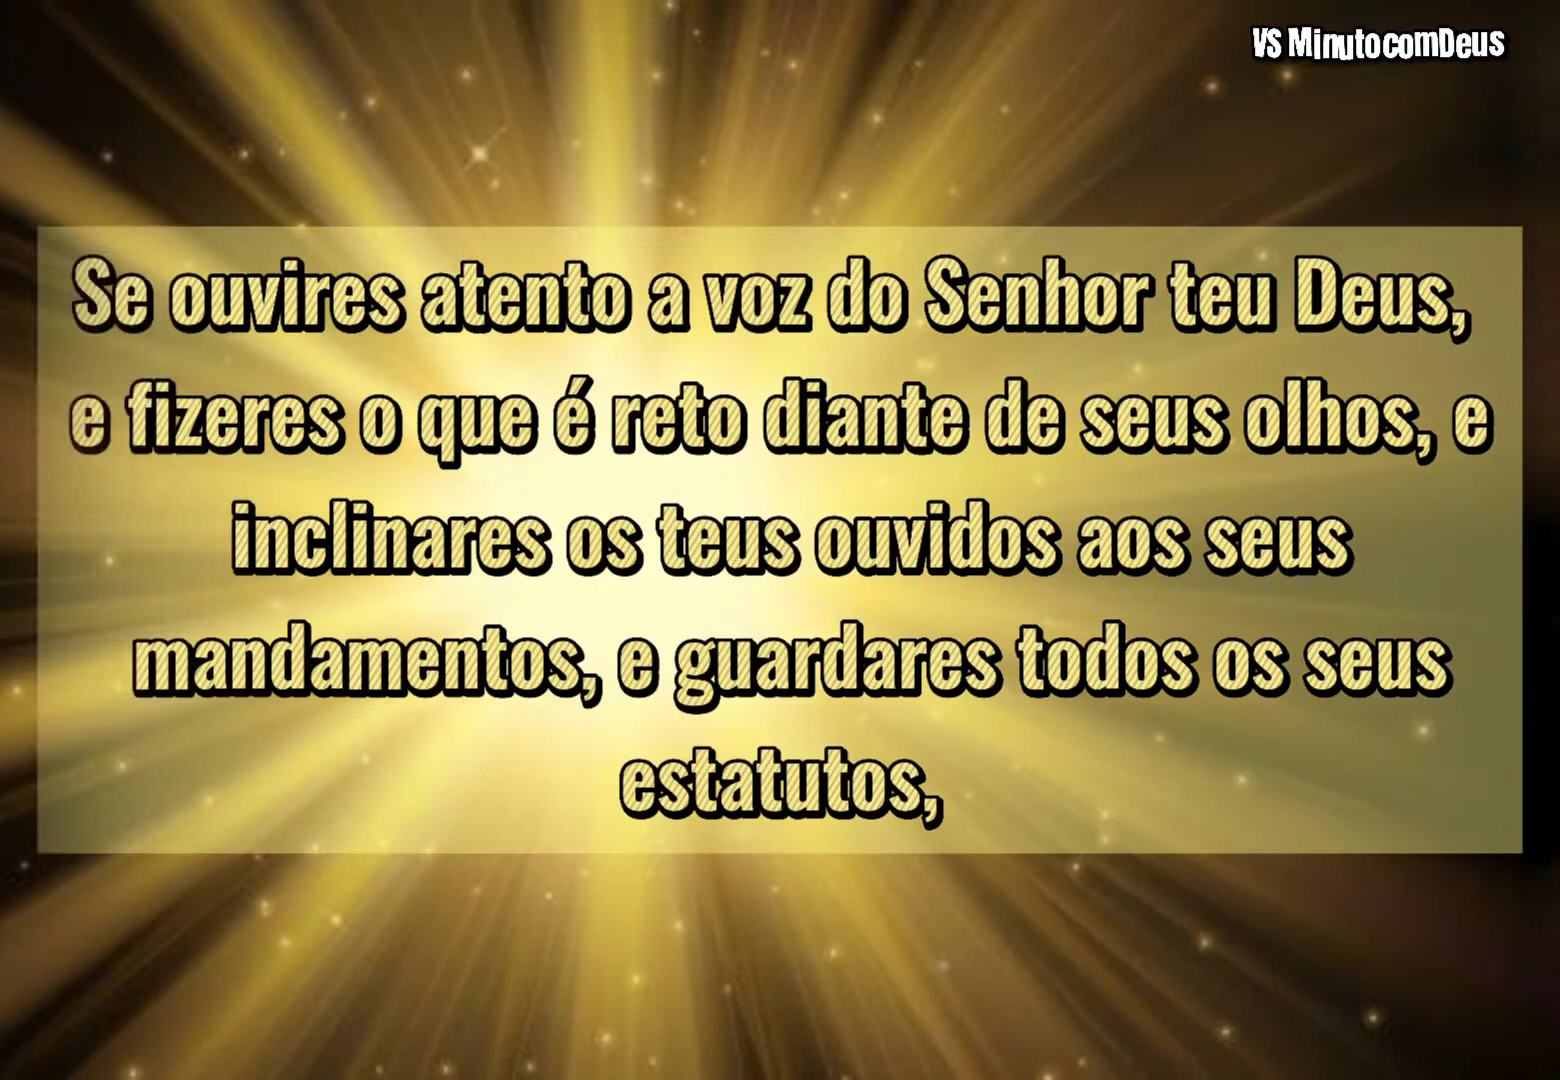 VS MinutocomDeus
Se ouvires atento a voz do Senhor teu Deus,
e fizeres o que é reto diante de seus olhos, e
inclinares os teus ouvidos aos seus
mandamentos, e guardares todos os seus
estatutos,